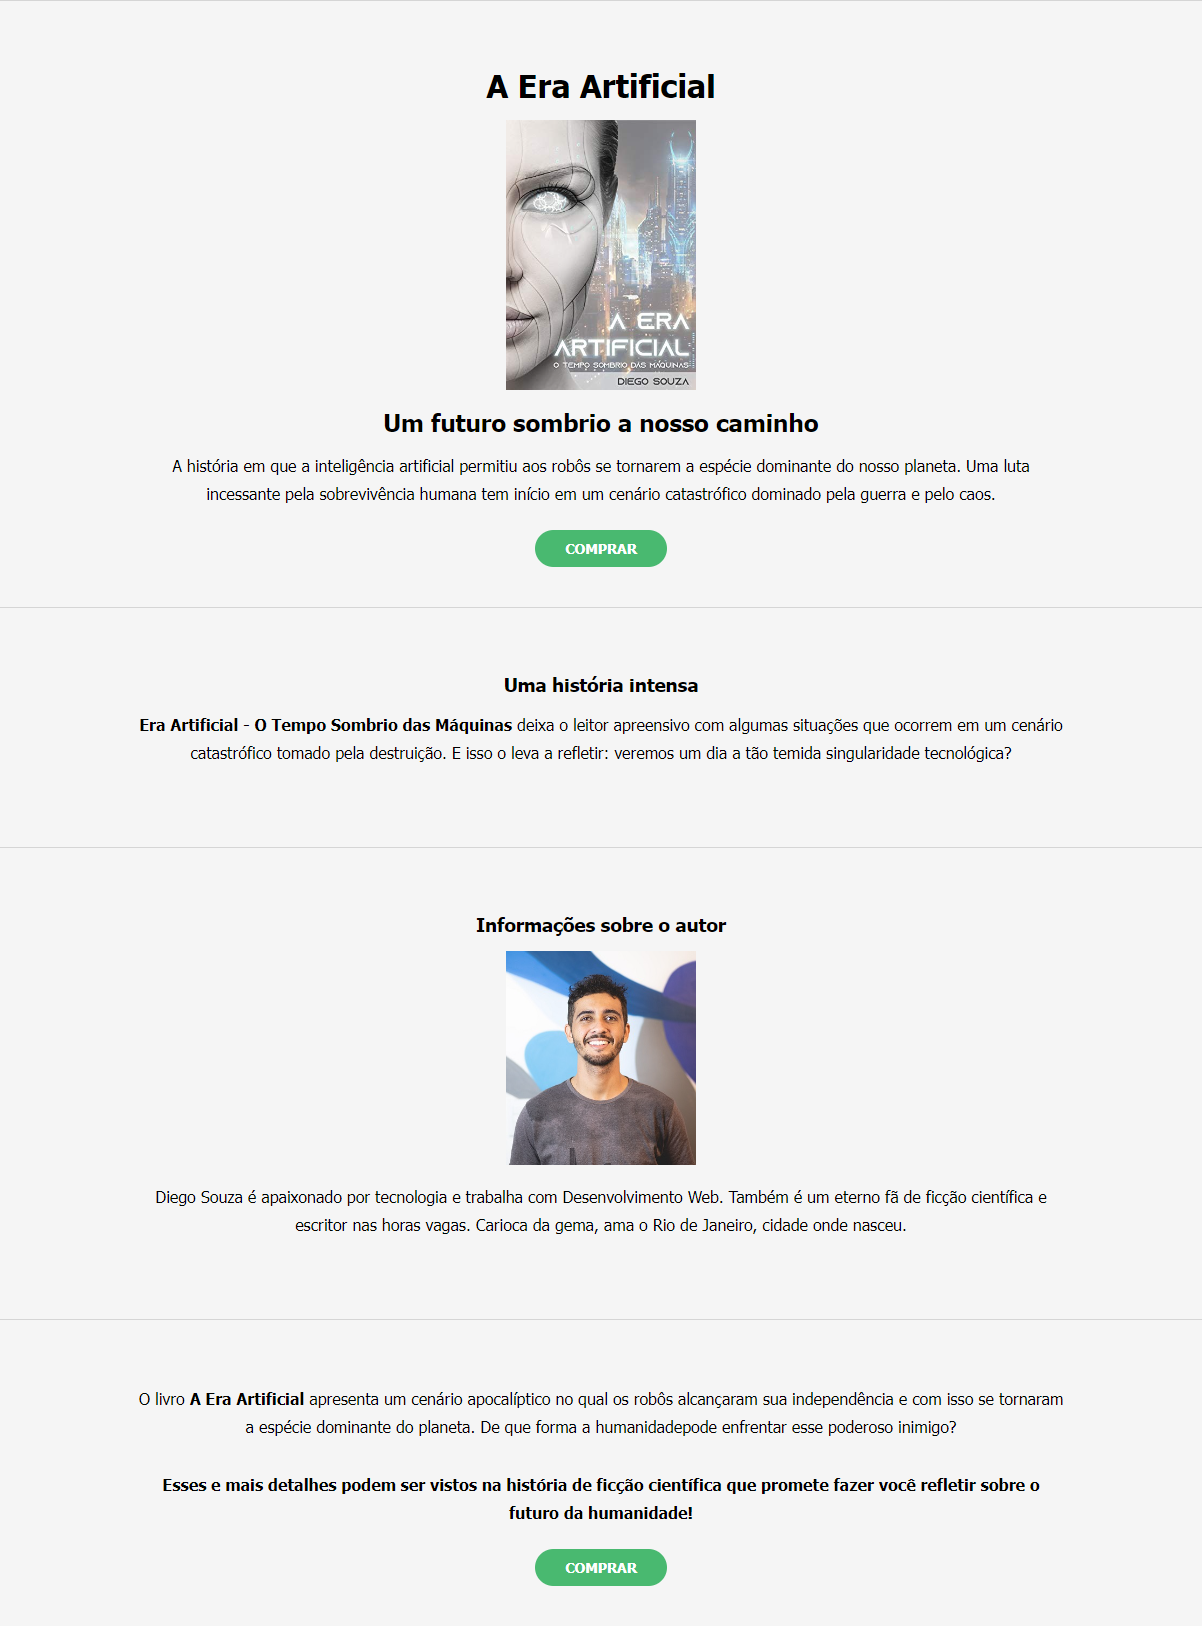 A Era Artificial
A ERA
ARTIFICIAL
O TEMPO SOMBRIO DAS MÁQUINAS
DIEGO SOUZA
Um futuro sombrio a nosso caminho
A história em que a inteligência artificial permitiu aos robôs se tornarem a espécie dominante do nosso planeta. Uma luta
incessante pela sobrevivência humana tem início em um cenário catastrófico dominado pela guerra e pelo caos.
COMPRAR
Uma história intensa
Era Artificial - O Tempo Sombrio das Máquinas deixa o leitor apreensivo com algumas situações que ocorrem em um cenário
catastrófico tomado pela destruição. E isso o leva a refletir: veremos um dia a tão temida singularidade tecnológica?
Informações sobre o autor
Diego Souza é apaixonado por tecnologia e trabalha com Desenvolvimento Web. Também é um eterno fã de ficção científica e
escritor nas horas vagas. Carioca da gema, ama o Rio de Janeiro, cidade onde nasceu.
O livro A Era Artificial apresenta um cenário apocalíptico no qual os robôs alcançaram sua independência e com isso se tornaram
a espécie dominante do planeta. De que forma a humanidadepode enfrentar esse poderoso inimigo?
Esses e mais detalhes podem ser vistos na história de ficção científica que promete fazer você refletir sobre o
futuro da humanidade!
COMPRAR